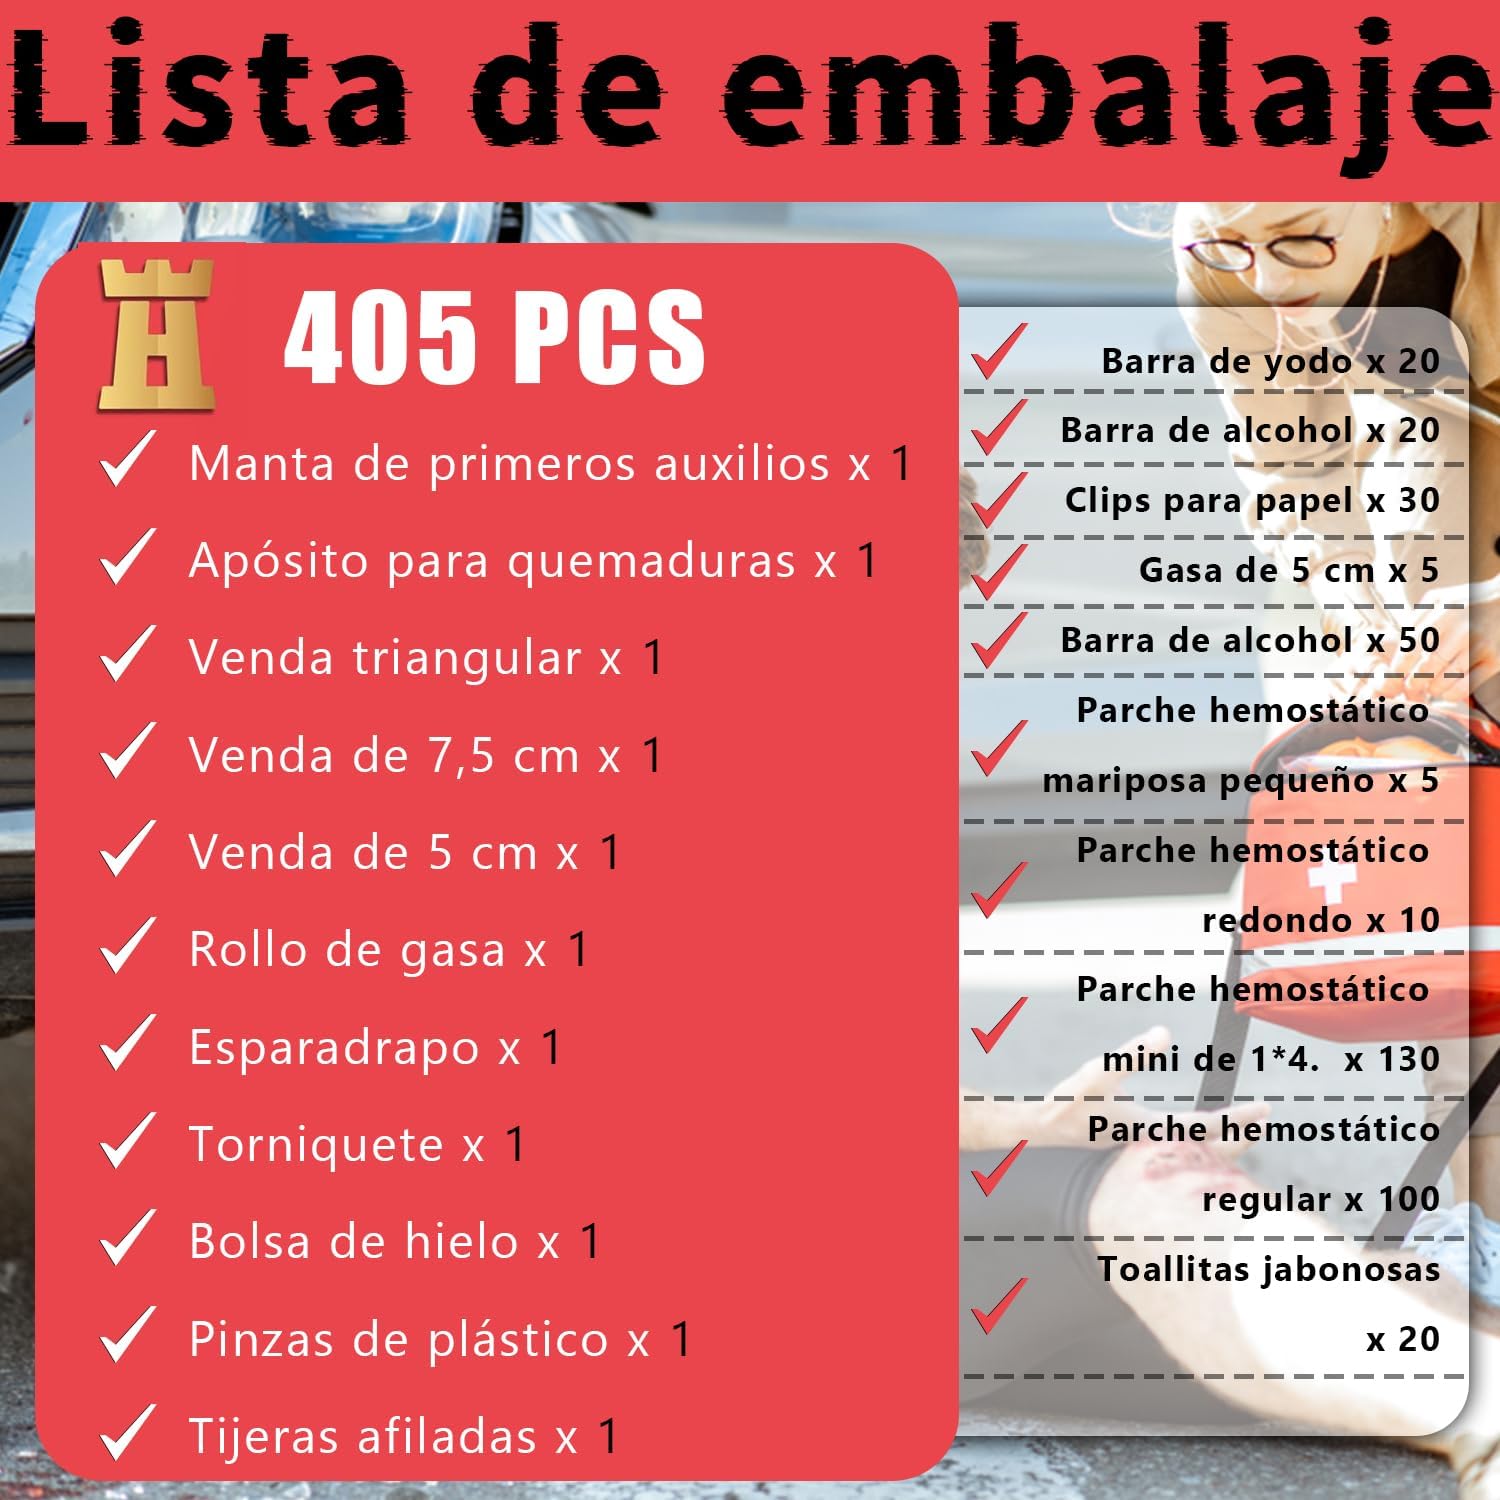 Lista de embalaje
H
405 PCS
Manta de primeros auxilios x 1
Apósito para quemaduras x 1
Venda triangular x 1
Venda de 7,5 cm x 1
Venda de 5 cm x 1
Rollo de gasa x 1
Esparadrapo x 1
Torniquete x 1
Bolsa de hielo x 1
Pinzas de plástico x 1
Tijeras afiladas x 1
Barra de yodo x 20
Barra de alcohol x 20
Clips para papel x 30
Gasa de 5 cm x 5
Barra de alcohol x 50
Parche hemostático
mariposa pequeño x 5
Parche hemostático
redondo x 10
Parche hemostático
mini de 1*4. x 130
Parche hemostático
regular x 100
Toallitas jabonosas
x 20